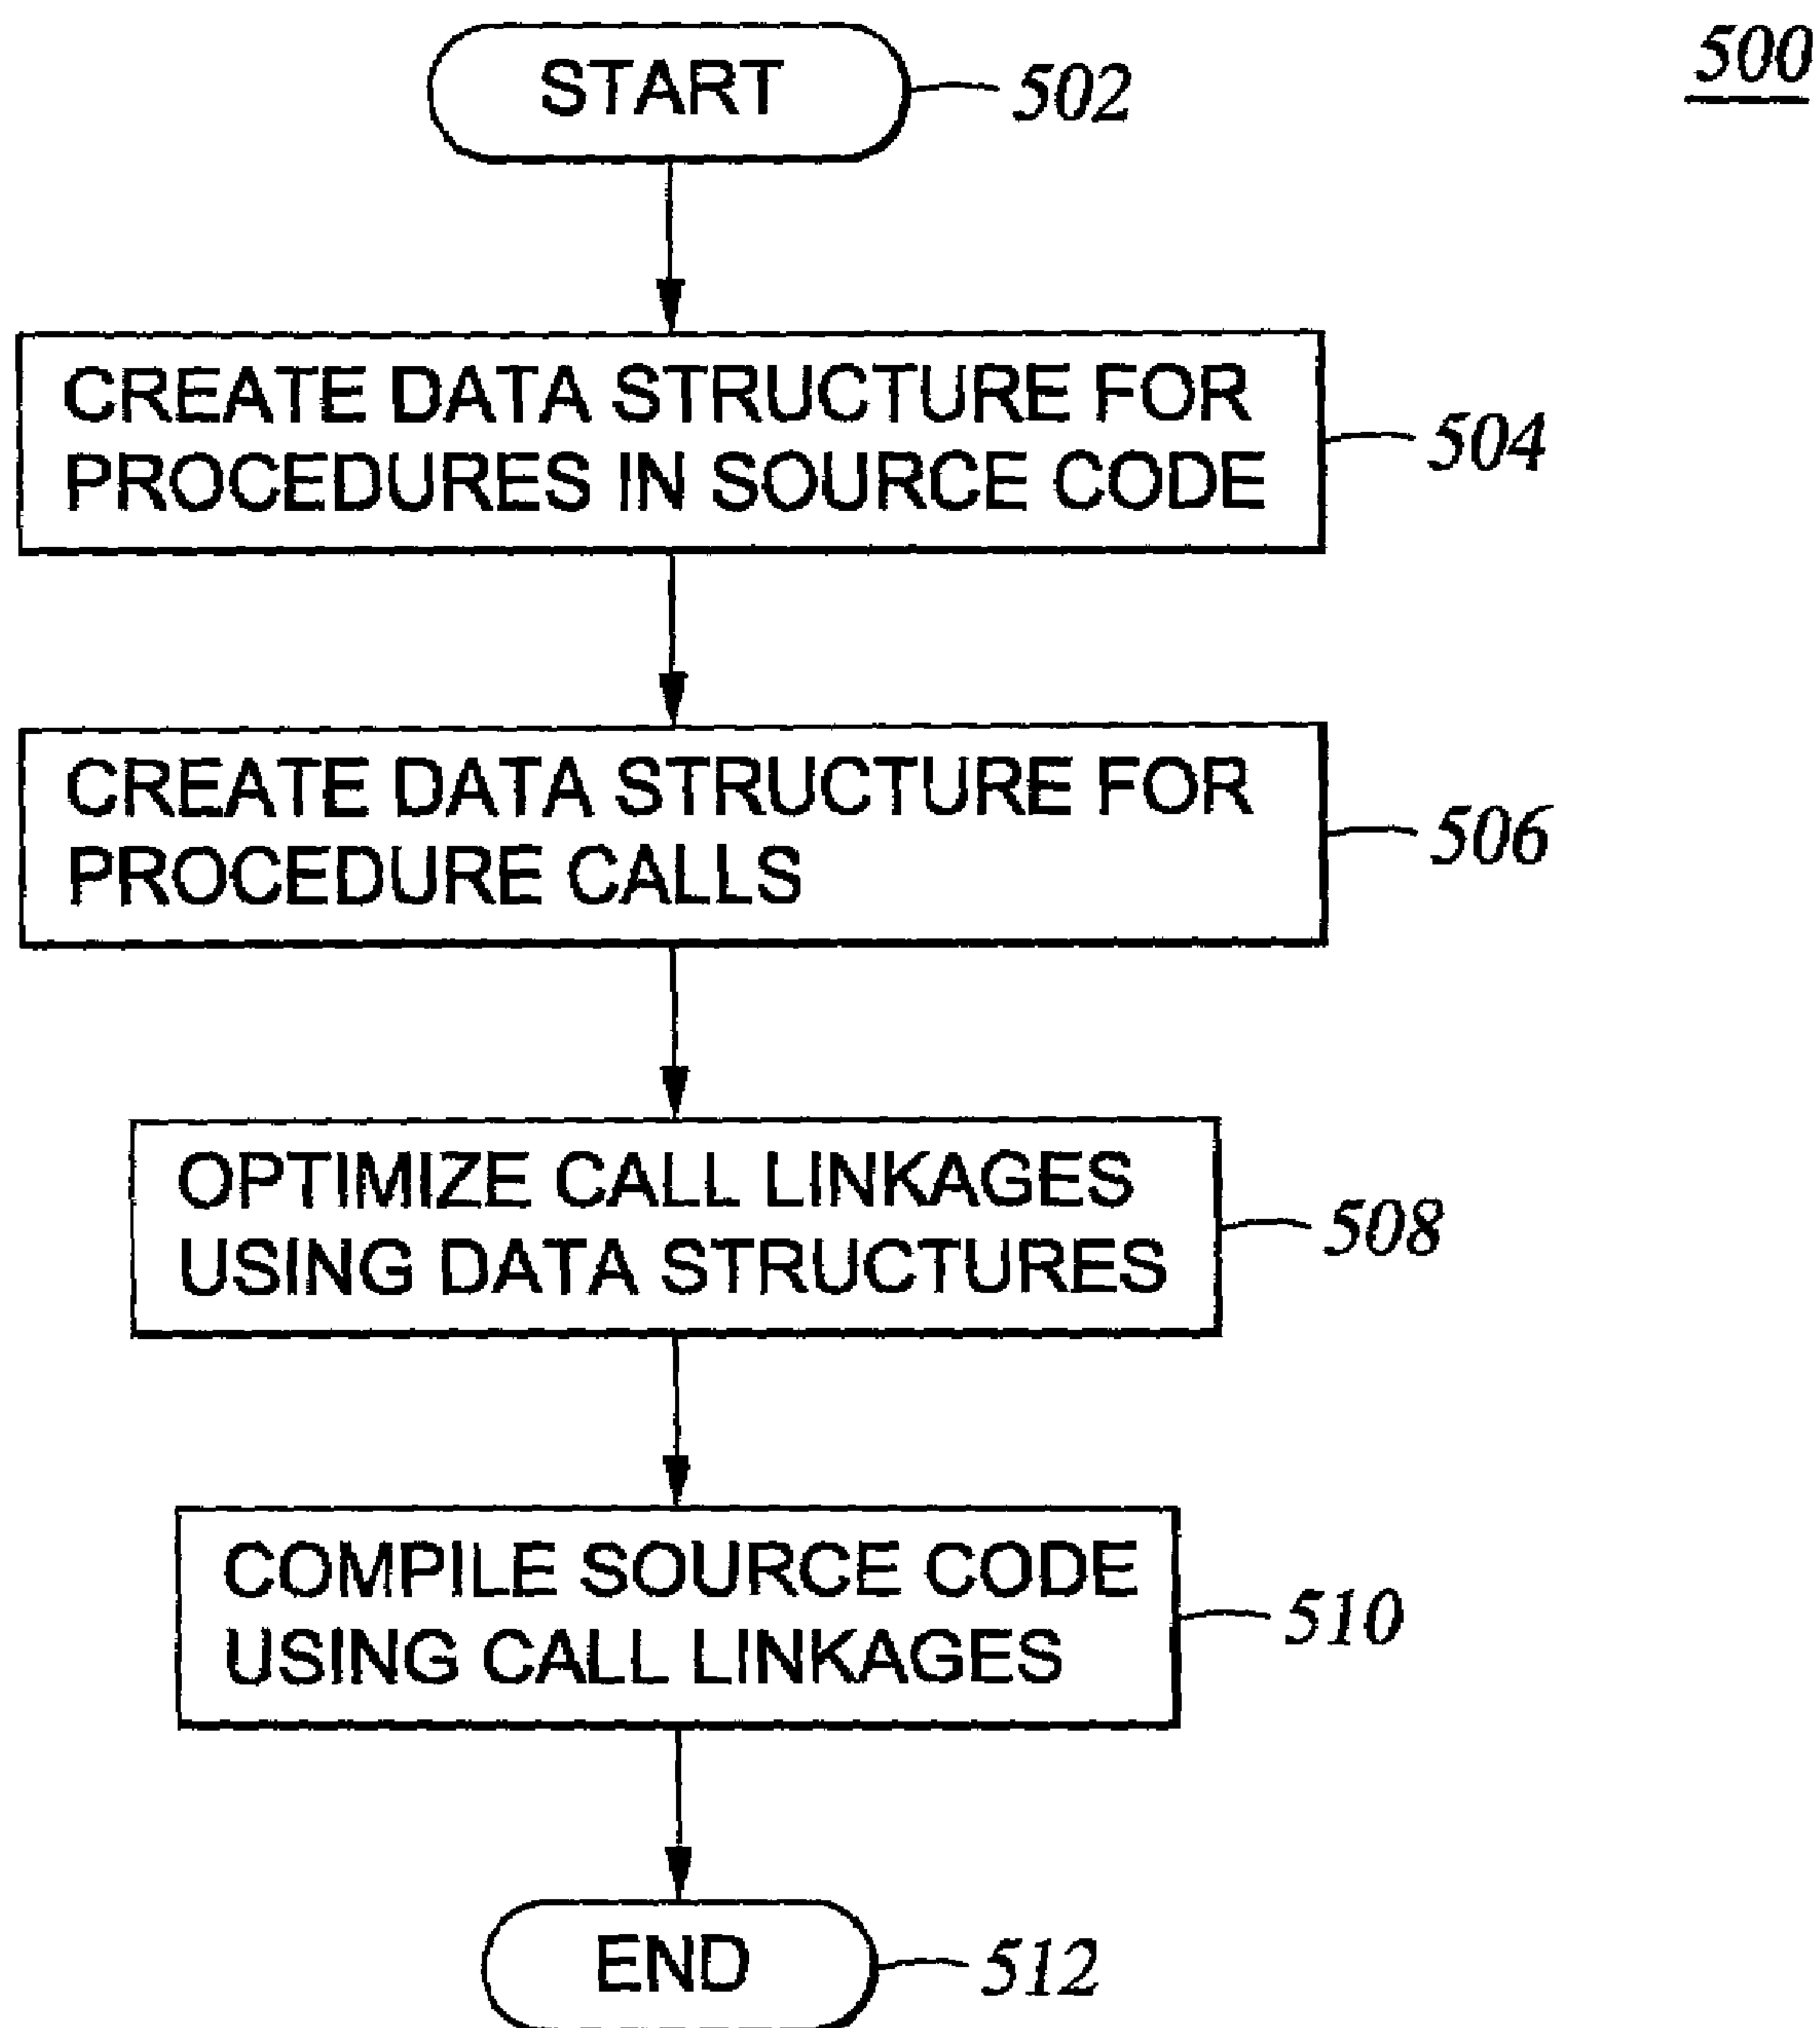 500
START
502
CREATE DATA STRUCTURE FOR
PROCEDURES IN SOURCE CODE
504
CREATE DATA STRUCTURE FOR
PROCEDURE CALLS
506
OPTIMIZE CALL LINKAGES
USING DATA STRUCTURES
508
COMPILE SOURCE CODE
USING CALL LINKAGES
510
END
512